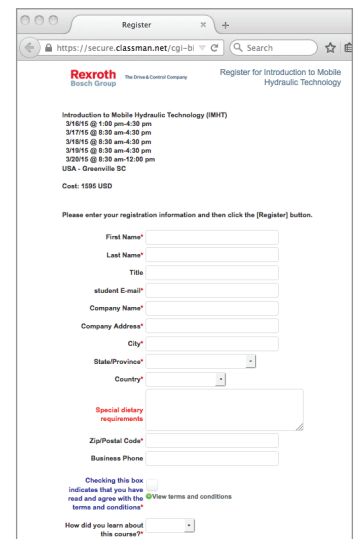 Register
https://secure.classman.net/cgi-bi
Search
Rexroth
Bosch Group
The Drive & Control Company
Register for Introduction to Mobile
Hydraulic Technology
Introduction to Mobile Hydraulic Technology (IMHT)
3/16/15 @ 1:00 pm-4:30 pm
3/17/15 @ 8:30 am-4:30 pm
3/18/15 @ 8:30 am-4:30 pm
3/19/15 @ 8:30 am-4:30 pm
3/20/15 @ 8:30 am-12:00 pm
USA - Greenville SC
Cost: 1595 USD
Please enter your registration information and then click the [Register] button.
First Name*
Last Name*
Title
student E-mail*
Company Name*
Company Address*
City*
State/Province*
Country*
Special dietary
requirements
Zip/Postal Code*
Business Phone
Checking this box
indicates that you have
read and agree with the
terms and conditions*
View terms and conditions
How did you learn about
this course?*